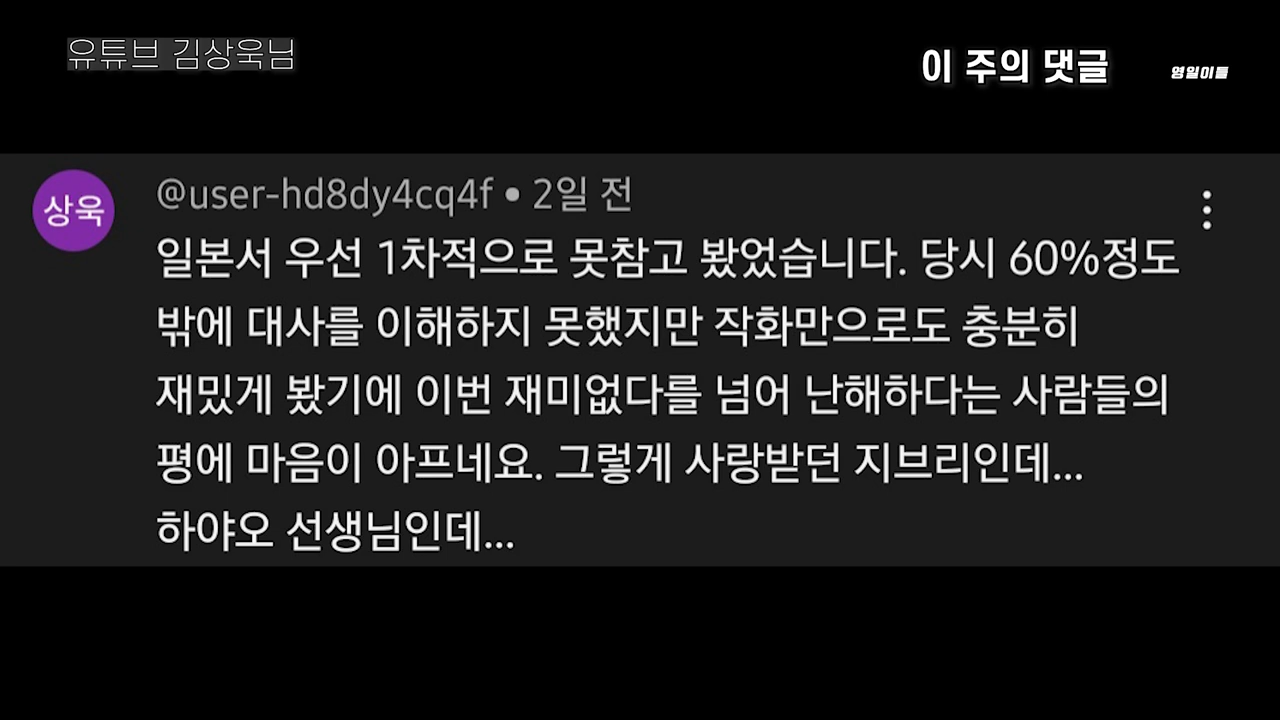 유튜브 김상욱님
이 주의 댓글
영일이들
상욱
@user-hd8dy4cq4f • 2일 전
일본서 우선 1차적으로 못참고 봤었습니다. 당시 60%정도
밖에 대사를 이해하지 못했지만 작화만으로도 충분히
재밌게 봤기에 이번 재미없다를 넘어 난해하다는 사람들의
평에 마음이 아프네요. 그렇게 사랑받던 지브리인데...
하야오 선생님인데...